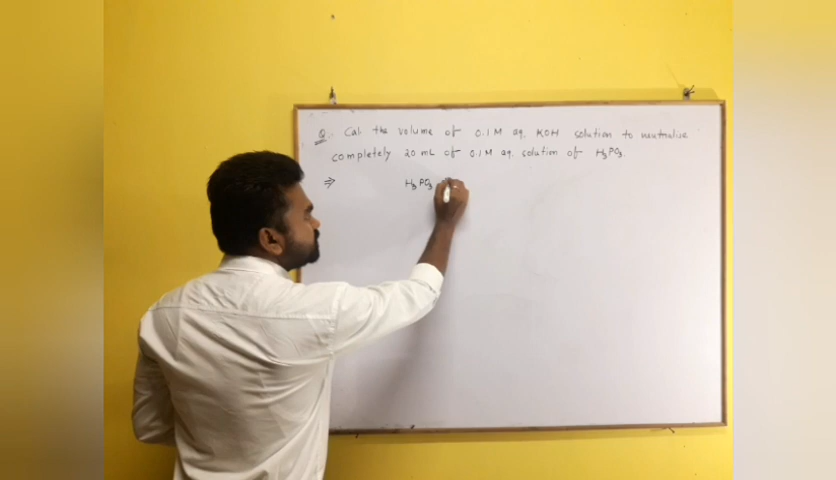 Q. Cal. the volume of 0.1 M aq. KOH solution to neutralise
completely 20 mL of 0.1 M aq. solution of H₃PO₃.
⇒ H₃PO₃